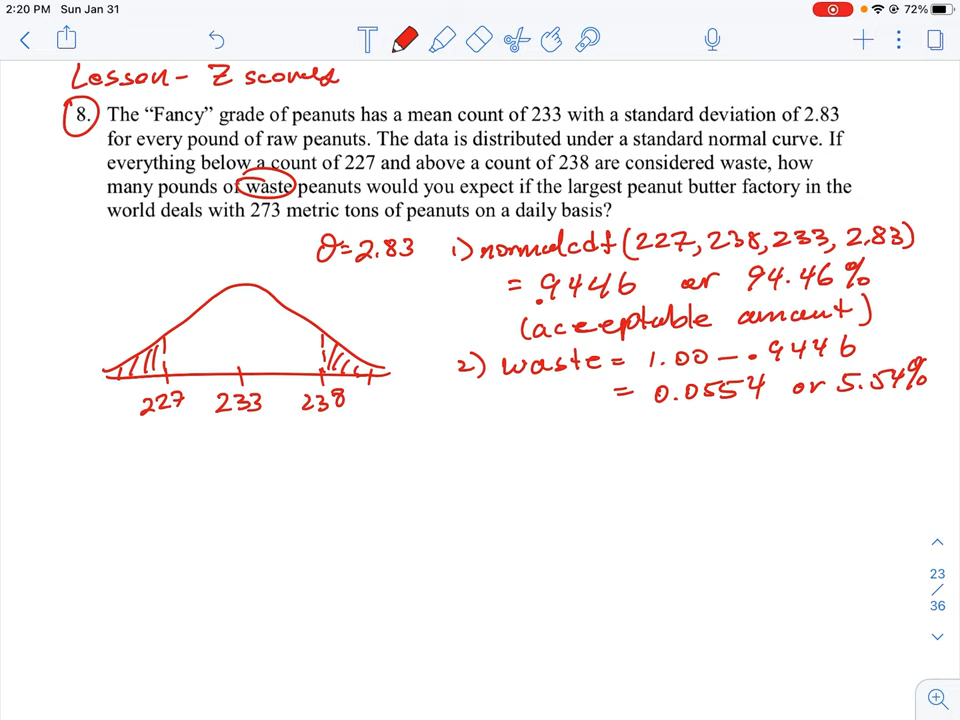 2:20 PM Sun Jan 31
72%
T
Lesson - Z scores
8. The “Fancy” grade of peanuts has a mean count of 233 with a standard deviation of 2.83
for every pound of raw peanuts. The data is distributed under a standard normal curve. If
everything below a count of 227 and above a count of 238 are considered waste, how
many pounds of waste peanuts would you expect if the largest peanut butter factory in the
world deals with 273 metric tons of peanuts on a daily basis?
σ = 2.83
1) normalcdf (227, 238, 233, 2.83)
= .9446 or 94.46%
(acceptable amount)
2) waste = 1.00 - .9446
= 0.0554 or 5.54%
227 233 238
23
/
36